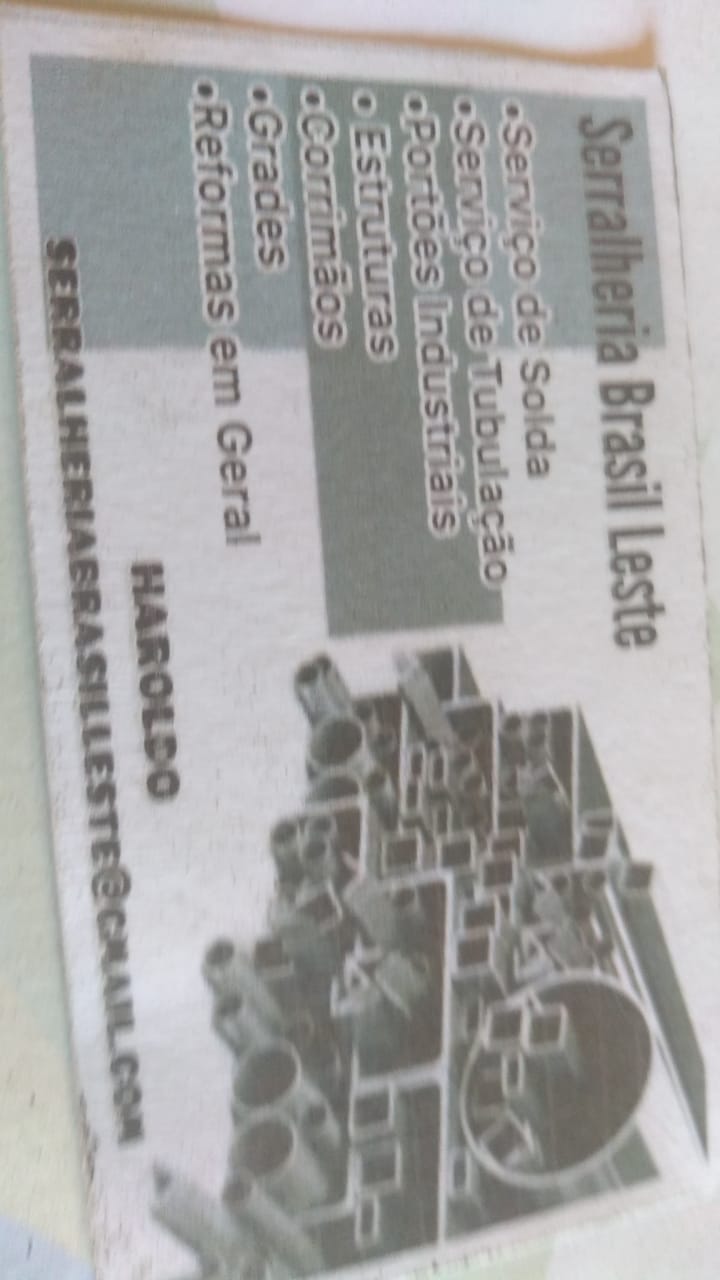 Serralheria Brasil Leste
•Serviço de Solda
•Serviço de Tubulação
•Portões Industriais
• Estruturas
•Corrimãos
•Grades
•Reformas em Geral
HAROLDO
SERRALHERIABRASILLESTE@GMAIL.COM